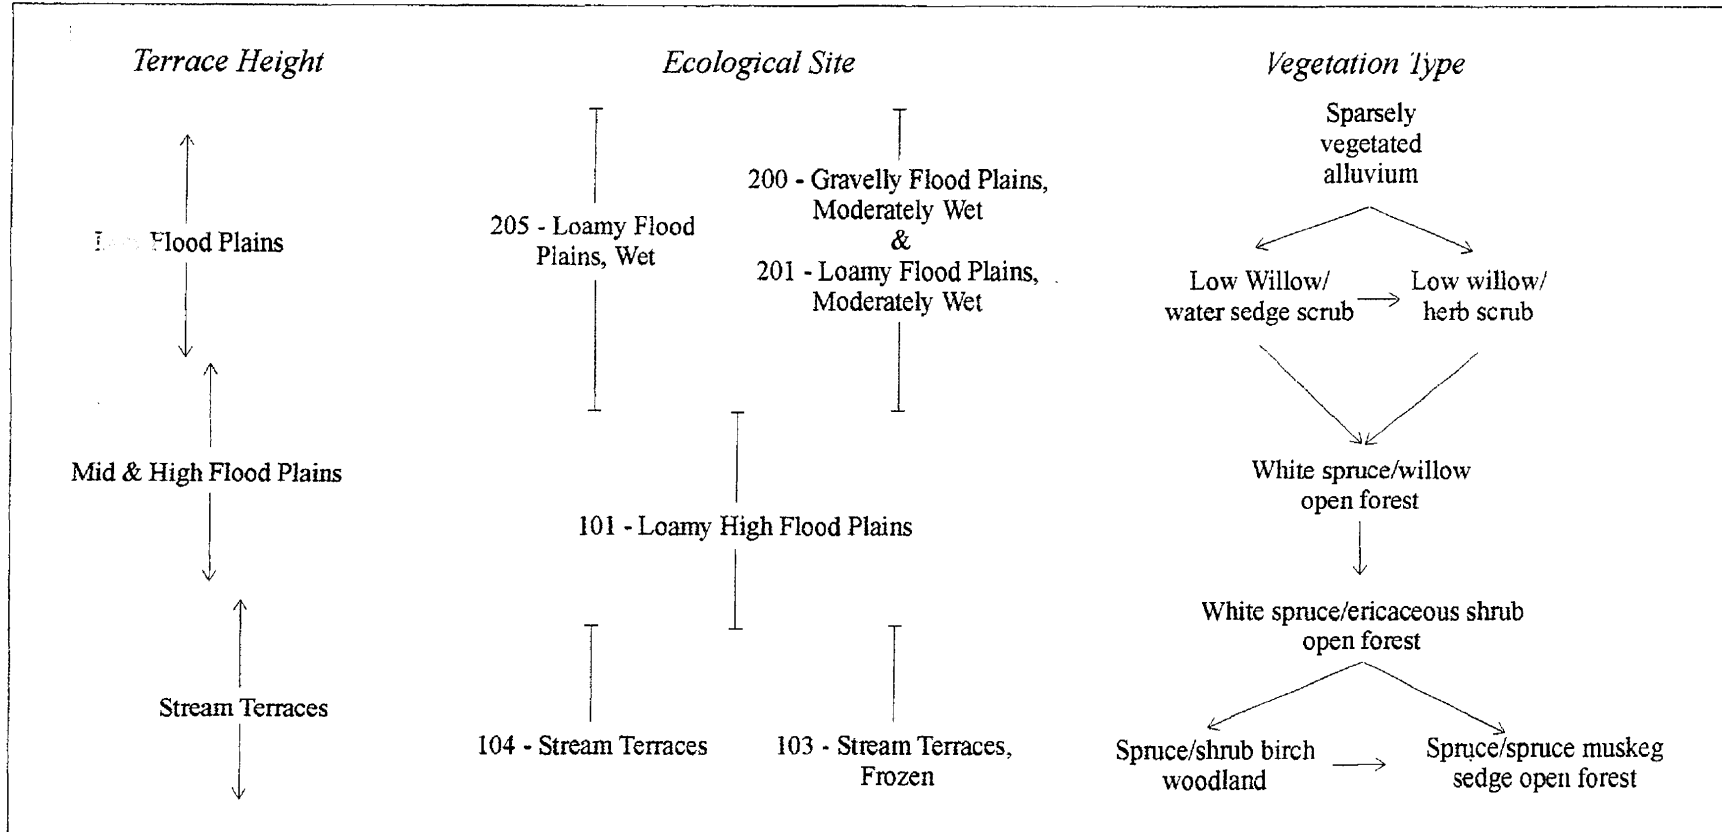 Terrace Height
Ecological Site
Vegetation Type
Sparsely
vegetated
alluvium
200 - Gravelly Flood Plains,
Moderately Wet
&
201 - Loamy Flood Plains,
Moderately Wet
205 - Loamy Flood
Plains, Wet
Flood Plains
Low Willow/
water sedge scrub
Low willow/
herb scrub
Mid & High Flood Plains
White spruce/willow
open forest
101 - Loamy High Flood Plains
White spruce/ericaceous shrub
open forest
Stream Terraces
104 - Stream Terraces
103 - Stream Terraces,
Frozen
Spruce/shrub birch
woodland
Spruce/spruce muskeg
sedge open forest